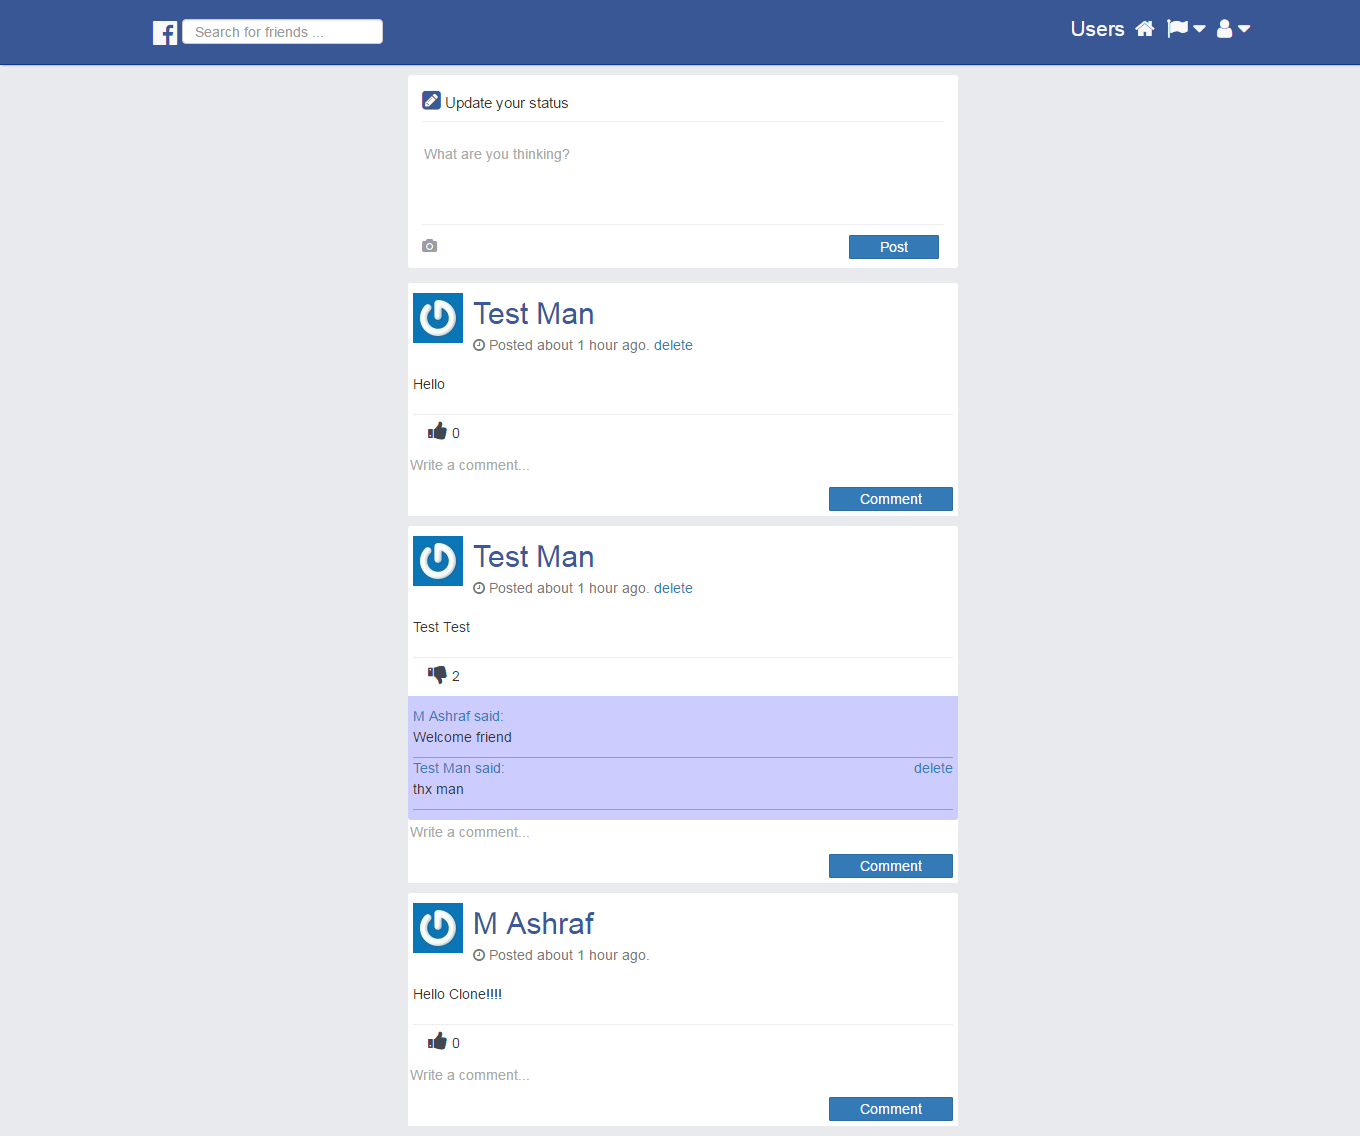 Search for friends ...
Users
Update your status
What are you thinking?
Post
Test Man
Posted about 1 hour ago. delete
Hello
0
Write a comment...
Comment
Test Man
Posted about 1 hour ago. delete
Test Test
2
M Ashraf said:
Welcome friend
Test Man said: delete
thx man
Write a comment...
Comment
M Ashraf
Posted about 1 hour ago.
Hello Clone!!!!
0
Write a comment...
Comment